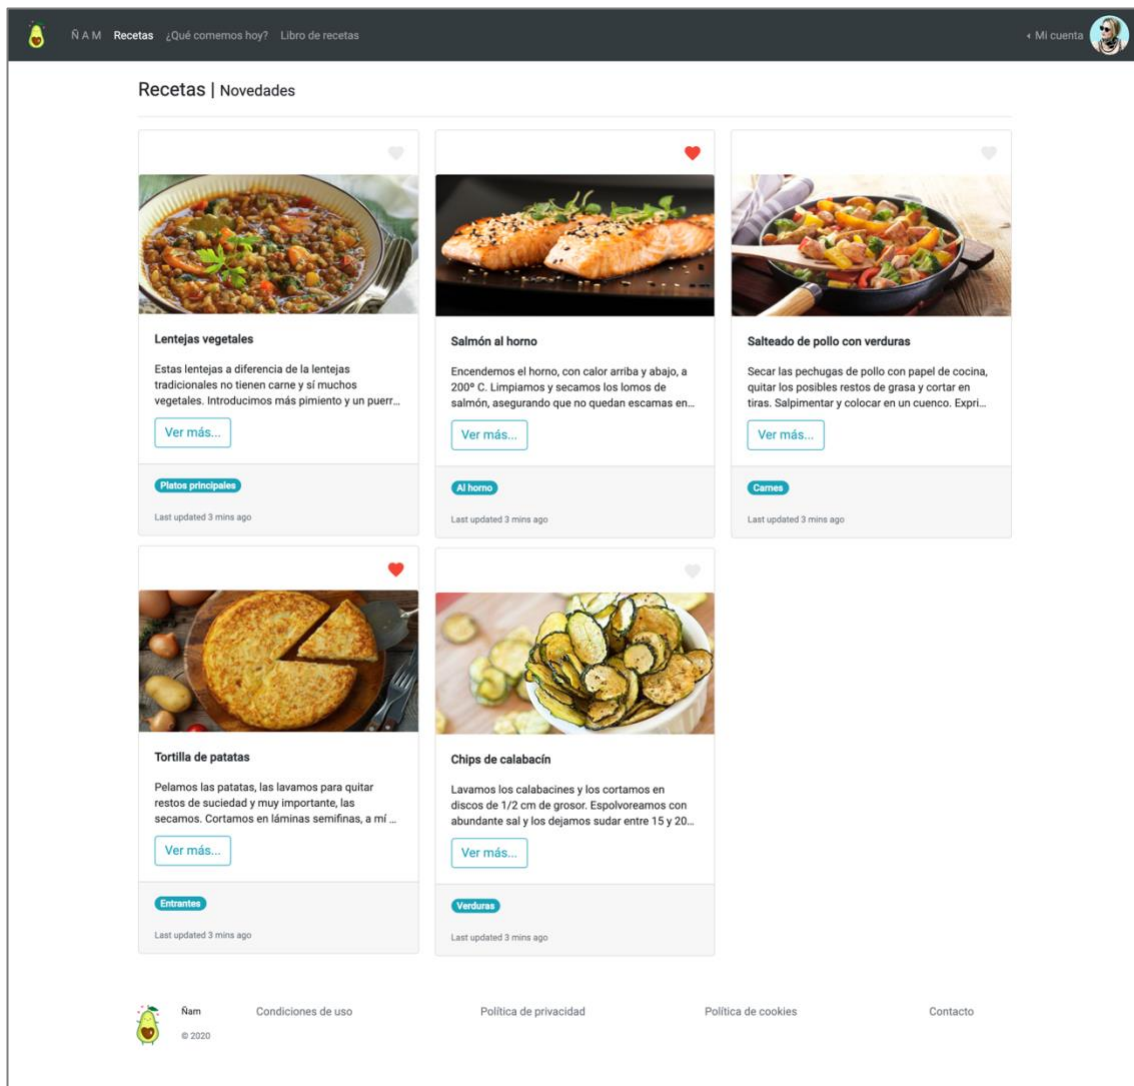 Ñ A M Recetas ¿Qué comemos hoy? Libro de recetas Mi cuenta
Recetas | Novedades
Lentejas vegetales
Estas lentejas a diferencia de la lentejas
tradicionales no tienen carne y sí muchos
vegetales. Introducimos más pimiento y un puerr...
Ver más...
Platos principales
Last updated 3 mins ago
Salmón al horno
Encendemos el horno, con calor arriba y abajo, a
200º C. Limpiamos y secamos los lomos de
salmón, asegurando que no quedan escamas en...
Ver más...
Al horno
Last updated 3 mins ago
Salteado de pollo con verduras
Secar las pechugas de pollo con papel de cocina,
quitar los posibles restos de grasa y cortar en
tiras. Salpimentar y colocar en un cuenco. Expri...
Ver más...
Carnes
Last updated 3 mins ago
Tortilla de patatas
Pelamos las patatas, las lavamos para quitar
restos de suciedad y muy importante, las
secamos. Cortamos en láminas semifinas, a mí ...
Ver más...
Entrantes
Last updated 3 mins ago
Chips de calabacín
Lavamos los calabacines y los cortamos en
discos de 1/2 cm de grosor. Espolvoreamos con
abundante sal y los dejamos sudar entre 15 y 20...
Ver más...
Verduras
Last updated 3 mins ago
Ñam Condiciones de uso Política de privacidad Política de cookies Contacto
© 2020